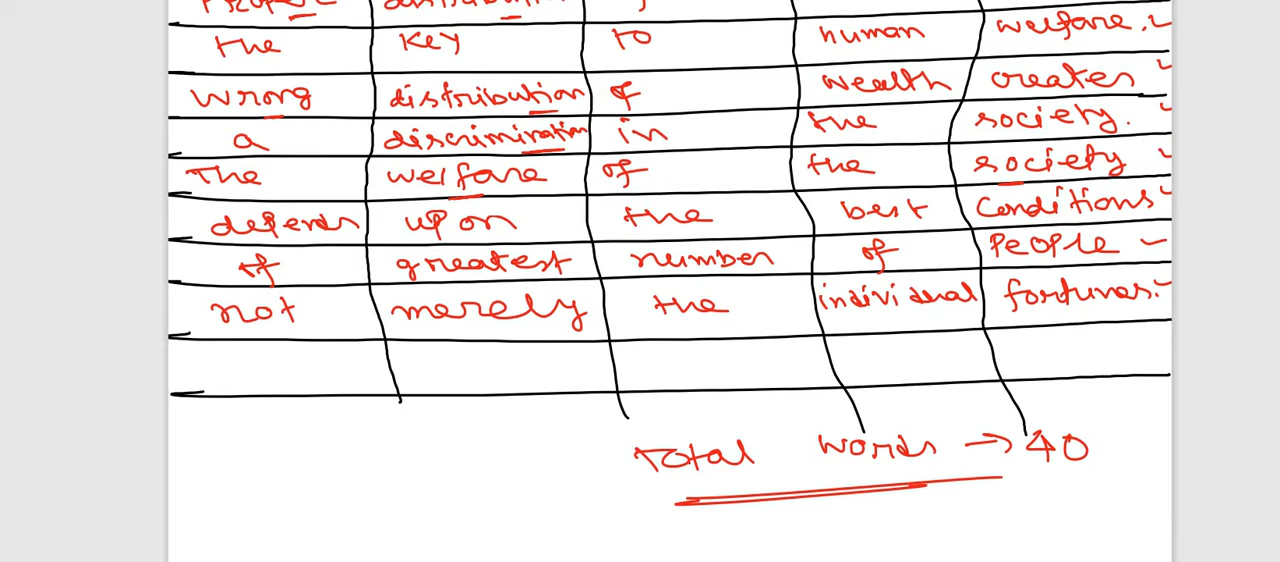 the KEY to human welfare.
wrong distribution of wealth creates
a discrimination in the society.
The welfare of the society
depends upon the best conditions
of greatest number of People
not merely the individual fortunes.
Total words → 40